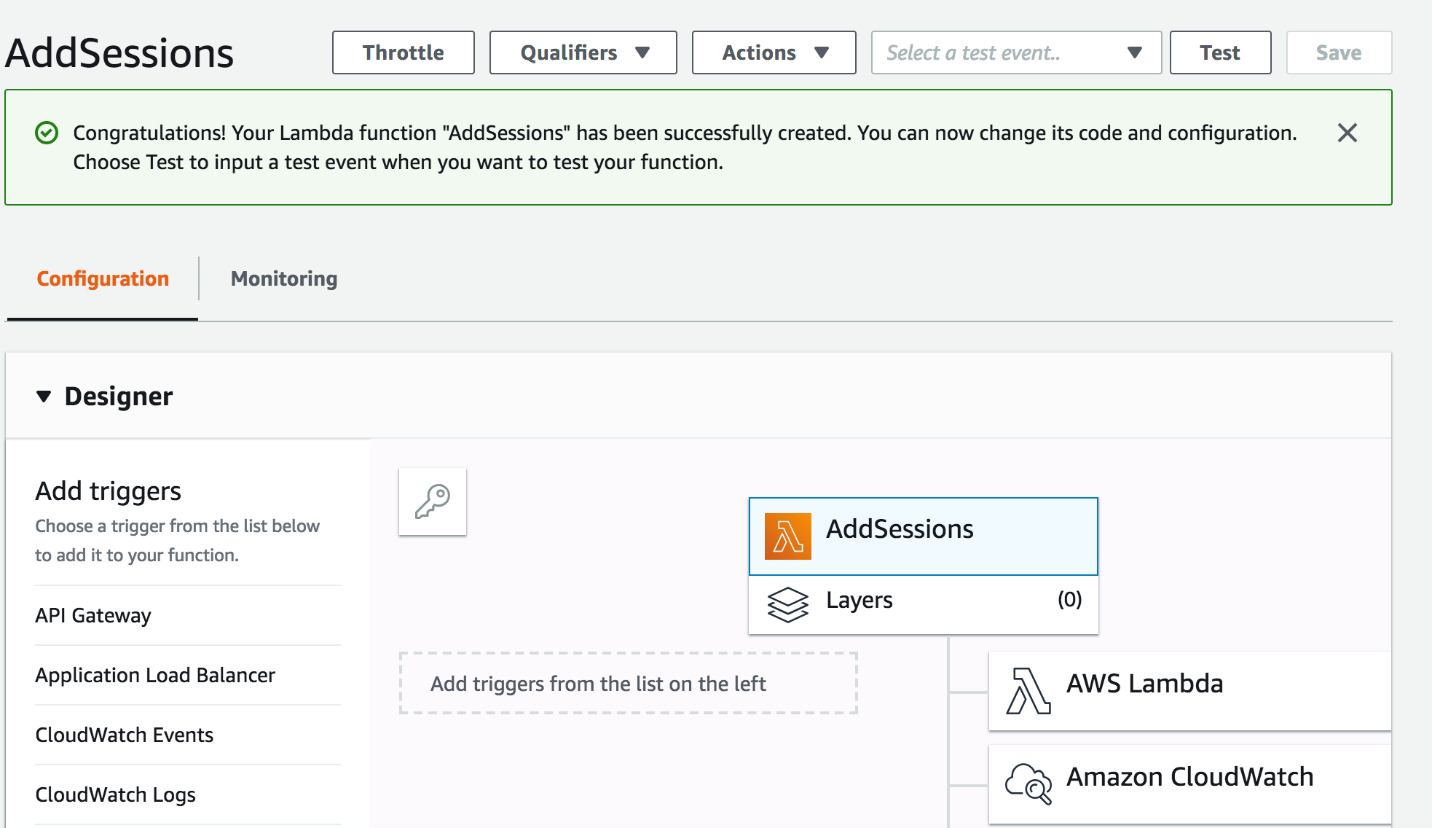 AddSessions
Throttle
Qualifiers
Actions
Select a test event..
Test
Save
Congratulations! Your Lambda function "AddSessions" has been successfully created. You can now change its code and configuration.
Choose Test to input a test event when you want to test your function.
Configuration
Monitoring
Designer
Add triggers
Choose a trigger from the list below
to add it to your function.
API Gateway
Application Load Balancer
CloudWatch Events
CloudWatch Logs
AddSessions
Layers
(0)
Add triggers from the list on the left
AWS Lambda
Amazon CloudWatch